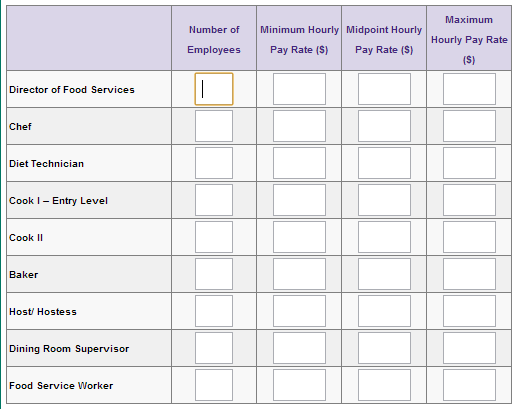 Number of
Employees
Minimum Hourly
Pay Rate ($)
Midpoint Hourly
Pay Rate ($)
Maximum
Hourly Pay Rate
($)
Director of Food Services
Chef
Diet Technician
Cook I – Entry Level
Cook II
Baker
Host/ Hostess
Dining Room Supervisor
Food Service Worker